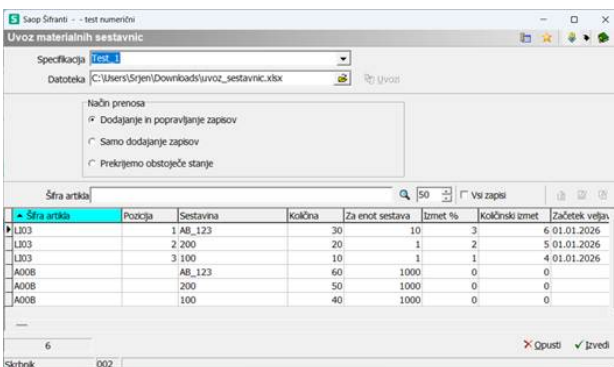 Saop Šifranti - - test numerični
Uvoz materialnih sestavnic
Specifikacija Test_1
Datoteka C:\Users\Srjen\Downloads\uvoz_sestavnic.xlsx Uvozi
Način prenosa
Dodajanje in popravljanje zapisov
Samo dodajanje zapisov
Prekrijemo obstoječe stanje
Šifra artikla 50 Vsi zapisi
Šifra artikla Pozicija Sestavina Količina Za enot sestava Izmet % Količinski izmet Začetek veljav
LI03 1 AB_123 30 10 3 6 01.01.2026
LI03 2 200 20 1 2 5 01.01.2026
LI03 3 100 10 1 1 4 01.01.2026
A00B AB_123 60 1000 0 0
A00B 200 50 1000 0 0
A00B 100 40 1000 0 0
6 Opusti Izvedi
Skrbnik 002